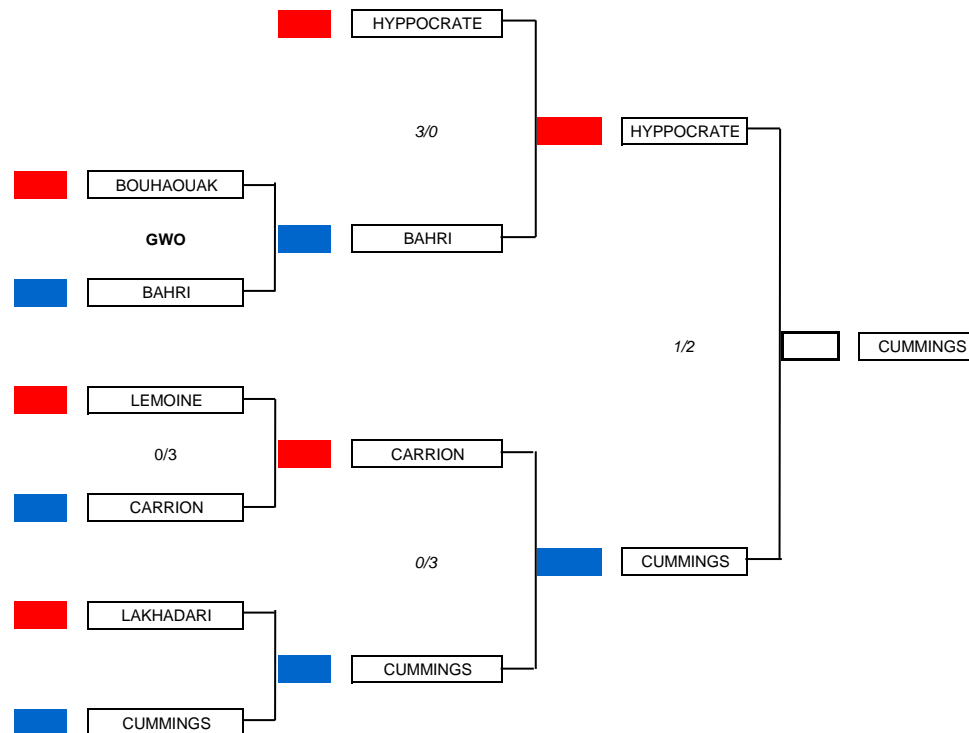 HYPPOCRATE
3/0
HYPPOCRATE
BOUHAOUAK
GWO
BAHRI
BAHRI
1/2
CUMMINGS
LEMOINE
0/3
CARRION
CARRION
0/3
CUMMINGS
LAKHADARI
CUMMINGS
CUMMINGS